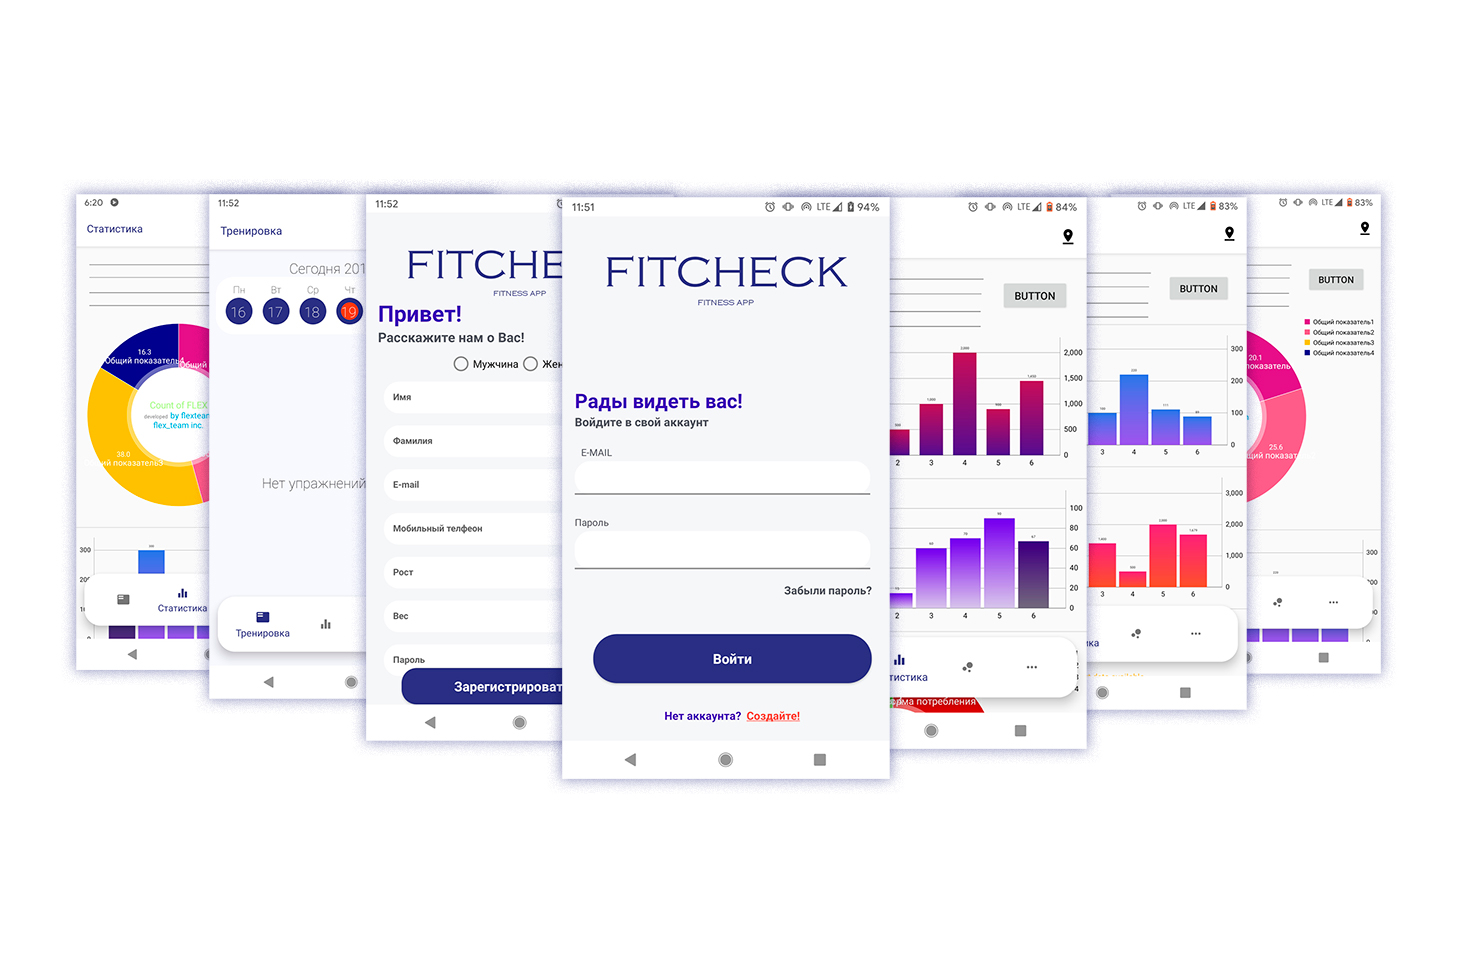 6:20
Статистика
16.3
Общий показатель4
Общий
Count of FLEX
developed by flexteam
flex_team inc.
38.0
щий показатель3
300
200
100
0
Статистика
11:52
Тренировка
Сегодня 201
Пн Вт Ср Чт
16 17 18 19
Нет упражнений
Тренировка
11:52
FITCHE
FITNESS APP
Привет!
Расскажите нам о Вас!
Мужчина Жен
Имя
Фамилия
E-mail
Мобильный телфеон
Рост
Вес
Пароль
Зарегистрироват
11:51 LTE 94%
FITCHECK
FITNESS APP
Рады видеть вас!
Войдите в свой аккаунт
E-MAIL
Пароль
Забыли пароль?
Войти
Нет аккаунта? Создайте!
LTE 84%
BUTTON
2,000
1,500
1,000
500
0
2 3 4 5 6
100
80
60
40
20
0
2 3 4 5 6
тистика
рма потребления
LTE 83%
BUTTON
300
200
100
0
3 4 5 6
3,000
2,000
1,000
0
3 4 5 6
ика
LTE 83%
BUTTON
Общий показатель1
Общий показатель2
Общий показатель3
Общий показатель4
20.1
показатель
25.6
щий показат
300
200
100
0